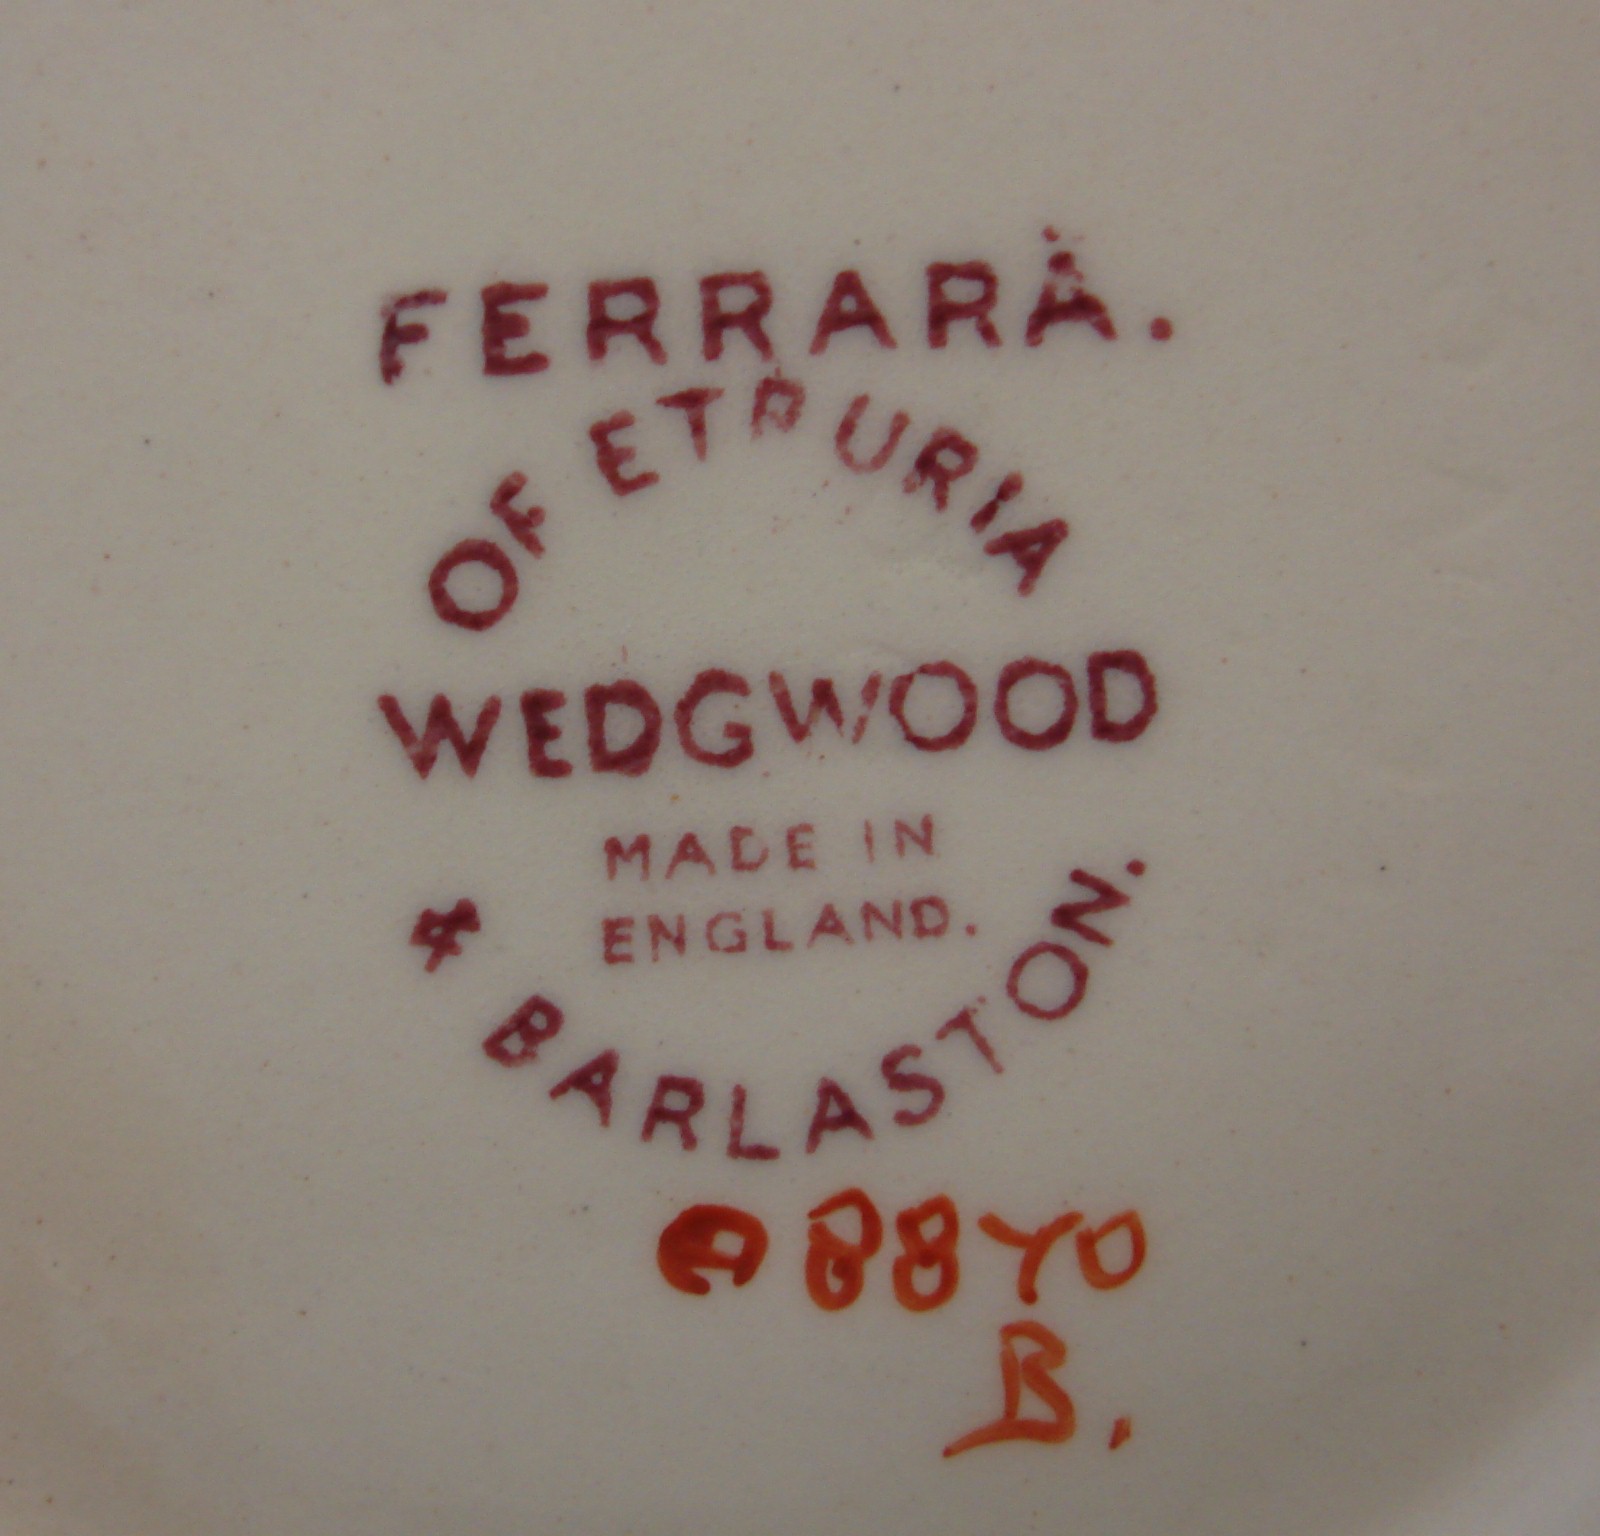 FERRARA.
OF ETRURIA
WEDGWOOD
MADE IN
ENGLAND.
& BARLASTON.
B.